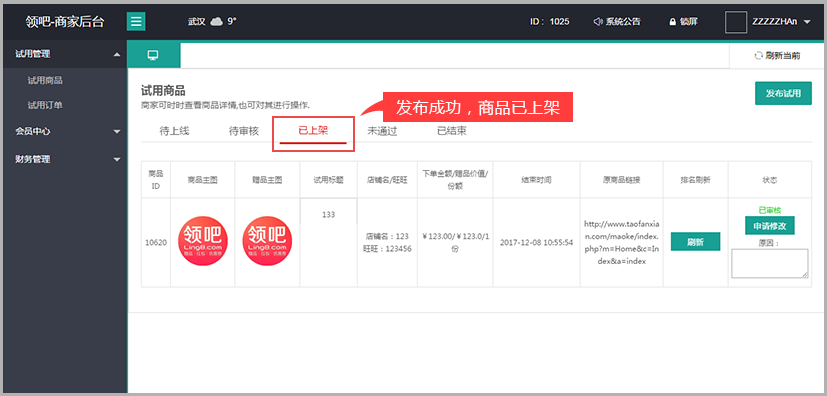 领吧-商家后台
武汉 9°
ID： 1025
系统公告
锁屏
ZZZZZHAn
试用管理
试用商品
试用订单
会员中心
财务管理
刷新当前
试用商品
商家可时时查看商品详情,也可对其进行操作.
发布试用
发布成功，商品已上架
待上线 待审核 已上架 未通过 已结束
商品
ID
商品主图
赠品主图
试用标题
店铺名/旺旺
下单金额/赠品价值/
份额
结束时间
原商品链接
排名刷新
状态
10620
领吧
Ling8.com
领吧
Ling8.com
133
店铺名：123
旺旺：123456
￥123.00/￥123.0/1
份
2017-12-08 10:55:54
http://www.taofanxian
an.com/maoke/index.
php?m=Home&c=In
dex&a=index
刷新
已审核
申请修改
原因：